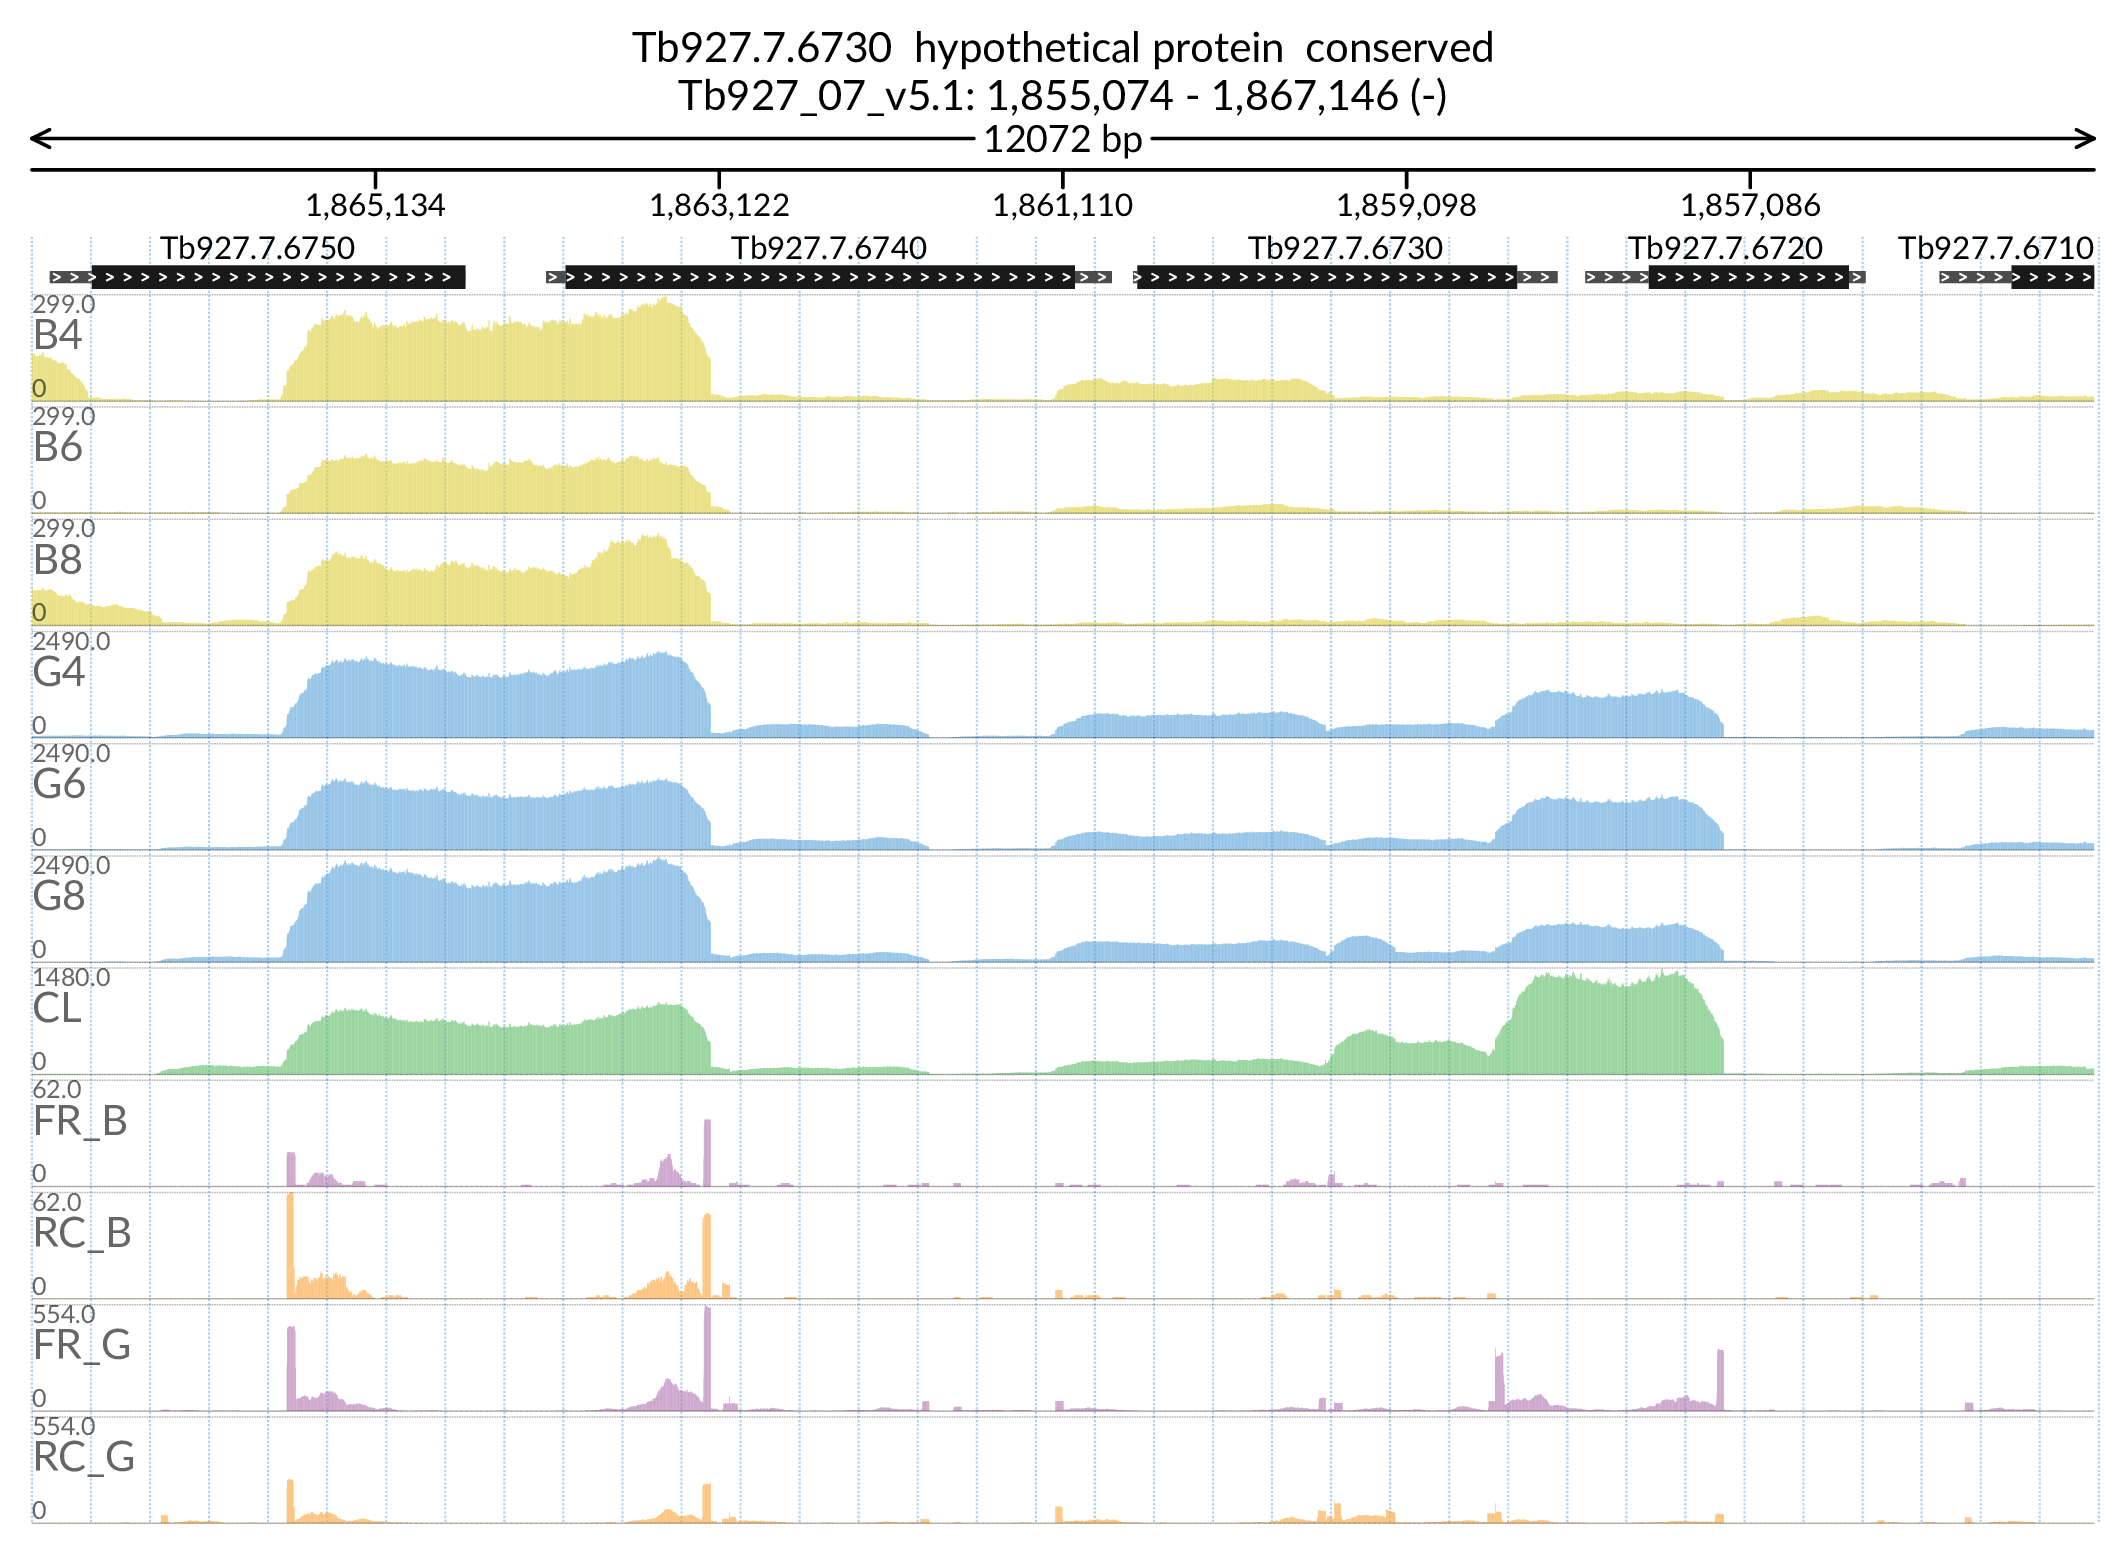 Tb927.7.6730 hypothetical protein conserved
Tb927_07_v5.1: 1,855,074 - 1,867,146 (-)
12072 bp
1,865,134 1,863,122 1,861,110 1,859,098 1,857,086
Tb927.7.6750 Tb927.7.6740 Tb927.7.6730 Tb927.7.6720 Tb927.7.6710
299.0
B4
0
299.0
B6
0
299.0
B8
0
2490.0
G4
0
2490.0
G6
0
2490.0
G8
0
1480.0
CL
0
62.0
FR_B
0
62.0
RC_B
0
554.0
FR_G
0
554.0
RC_G
0